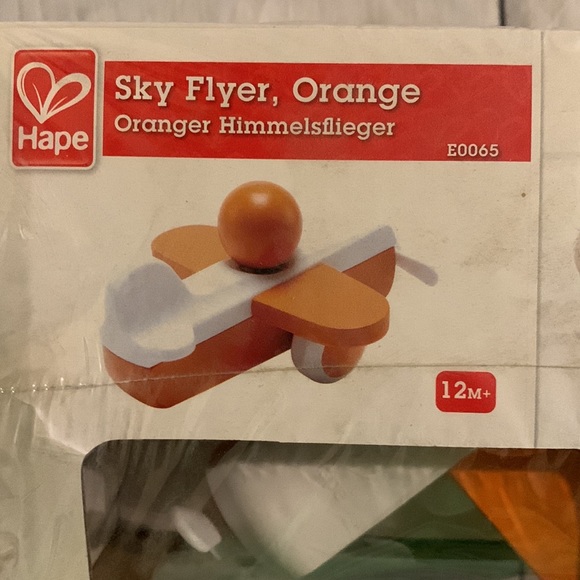 Hape
Sky Flyer, Orange
Oranger Himmelsflieger
E0065
12M+